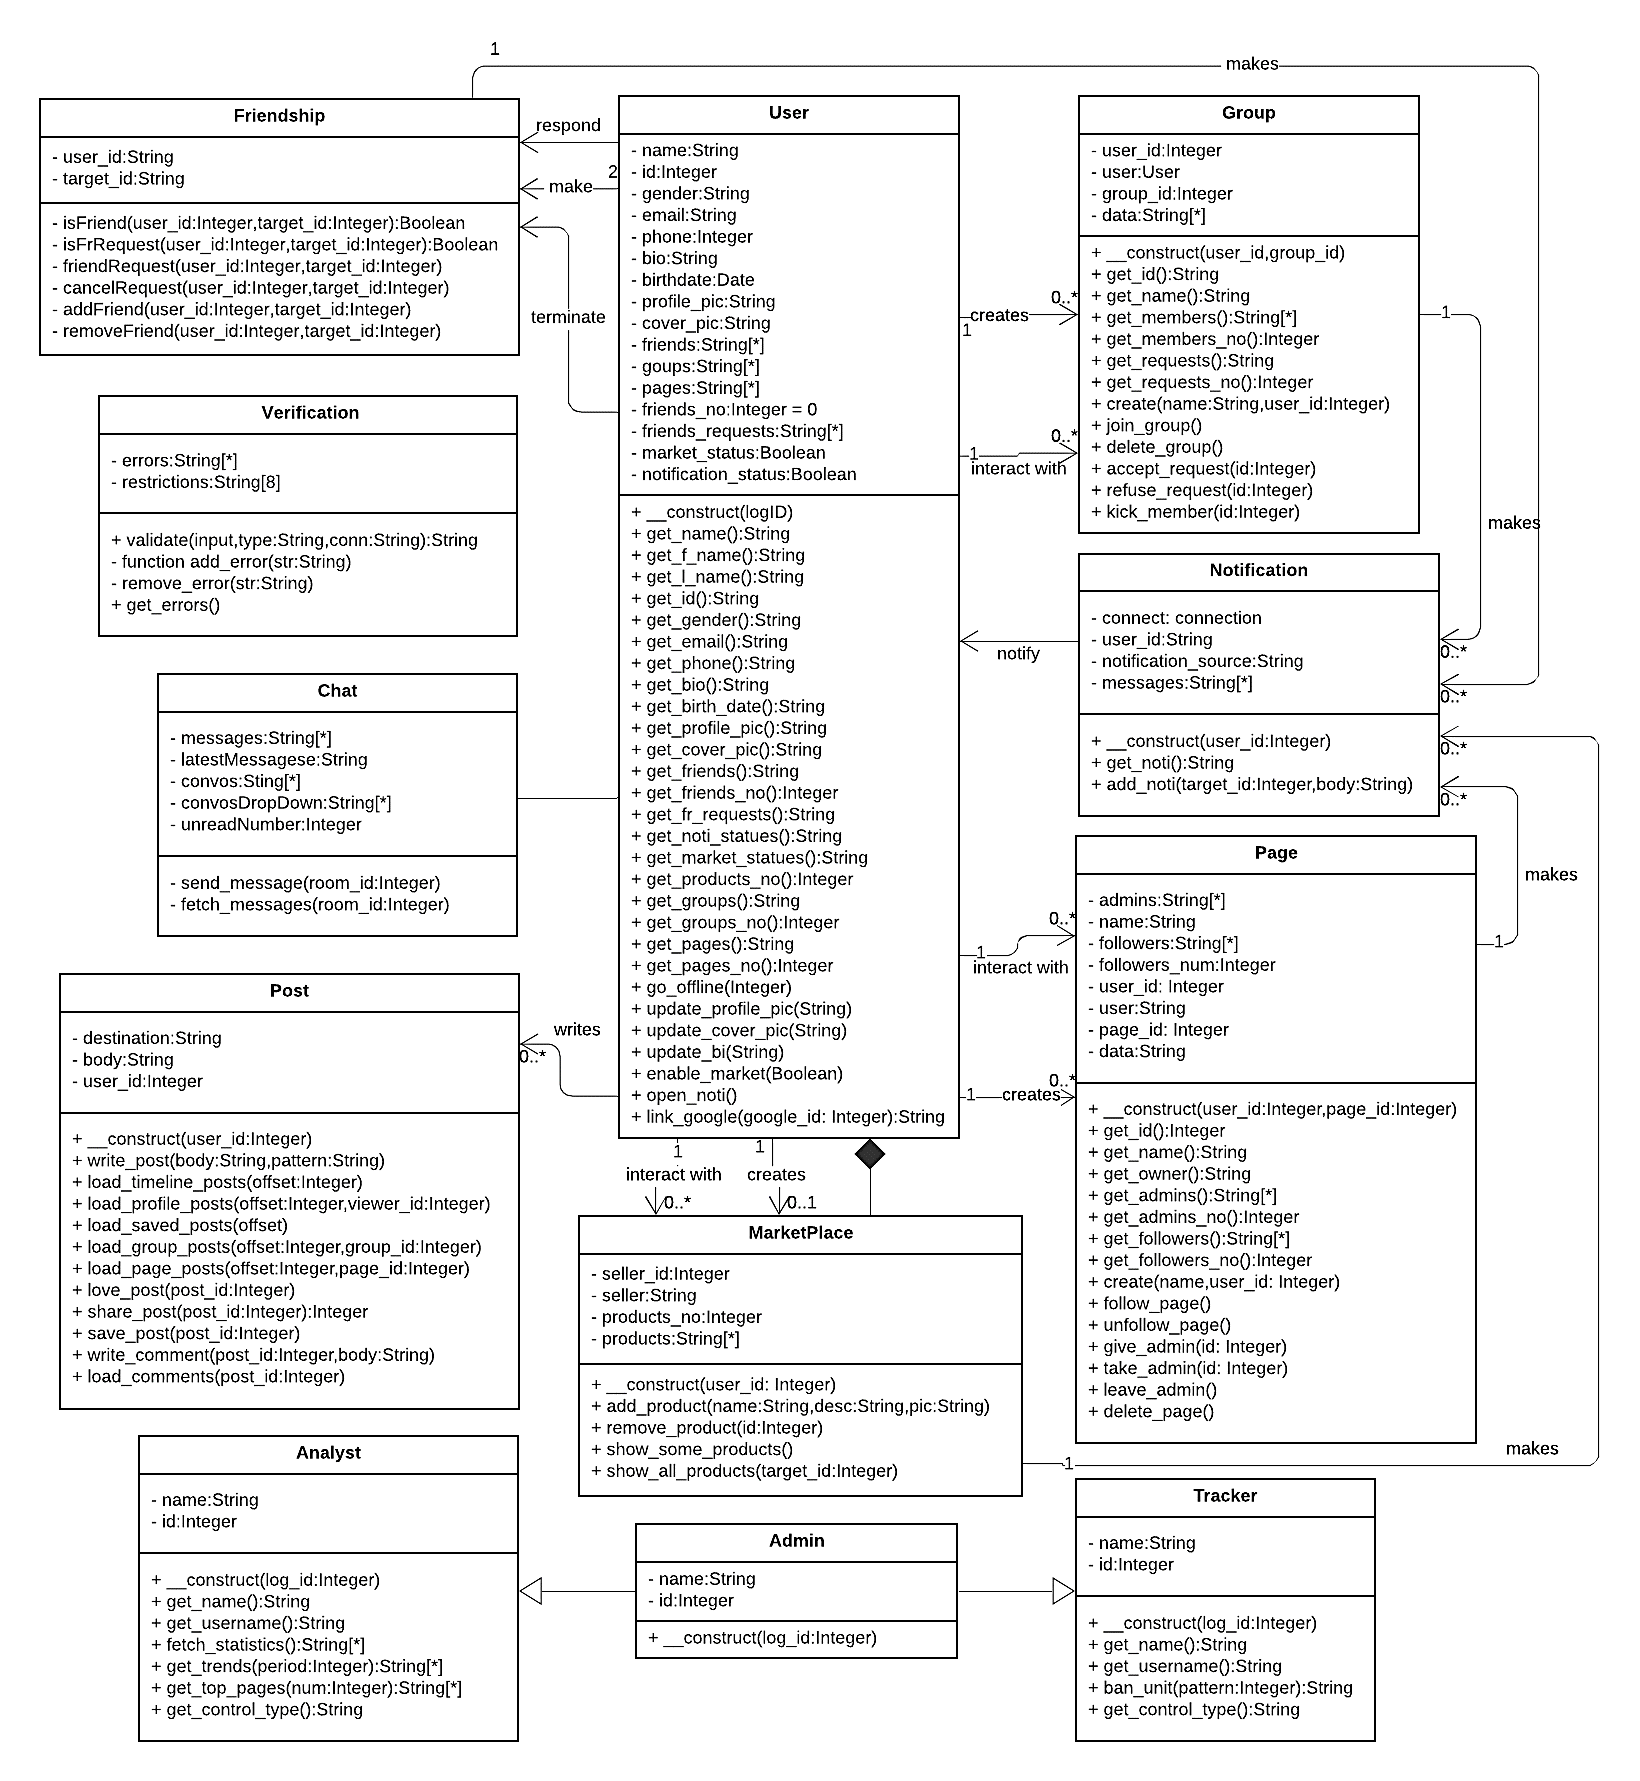 1
makes
Friendship
- user_id:String
- target_id:String
- isFriend(user_id:Integer,target_id:Integer):Boolean
- isFrRequest(user_id:Integer,target_id:Integer):Boolean
- friendRequest(user_id:Integer,target_id:Integer)
- cancelRequest(user_id:Integer,target_id:Integer)
- addFriend(user_id:Integer,target_id:Integer)
- removeFriend(user_id:Integer,target_id:Integer)
respond
2
make
terminate
User
- name:String
- id:Integer
- gender:String
- email:String
- phone:Integer
- bio:String
- birthdate:Date
- profile_pic:String
- cover_pic:String
- friends:String[*]
- goups:String[*]
- pages:String[*]
- friends_no:Integer = 0
- friends_requests:String[*]
- market_status:Boolean
- notification_status:Boolean
+ __construct(logID)
+ get_name():String
+ get_f_name():String
+ get_l_name():String
+ get_id():String
+ get_gender():String
+ get_email():String
+ get_phone():String
+ get_bio():String
+ get_birth_date():String
+ get_profile_pic():String
+ get_cover_pic():String
+ get_friends():String
+ get_friends_no():Integer
+ get_fr_requests():String
+ get_noti_statues():String
+ get_market_statues():String
+ get_products_no():Integer
+ get_groups():String
+ get_groups_no():Integer
+ get_pages():String
+ get_pages_no():Integer
+ go_offline(Integer)
+ update_profile_pic(String)
+ update_cover_pic(String)
+ update_bi(String)
+ enable_market(Boolean)
+ open_noti()
+ link_google(google_id: Integer):String
0..*
creates
1
0..*
1
interact with
Group
- user_id:Integer
- user:User
- group_id:Integer
- data:String[*]
+ __construct(user_id,group_id)
+ get_id():String
+ get_name():String
+ get_members():String[*]
+ get_members_no():Integer
+ get_requests():String
+ get_requests_no():Integer
+ create(name:String,user_id:Integer)
+ join_group()
+ delete_group()
+ accept_request(id:Integer)
+ refuse_request(id:Integer)
+ kick_member(id:Integer)
1
makes
Verification
- errors:String[*]
- restrictions:String[8]
+ validate(input,type:String,conn:String):String
- function add_error(str:String)
- remove_error(str:String)
+ get_errors()
Notification
- connect: connection
- user_id:String
- notification_source:String
- messages:String[*]
+ __construct(user_id:Integer)
+ get_noti():String
+ add_noti(target_id:Integer,body:String)
notify
0..*
0..*
0..*
0..*
makes
1
Chat
- messages:String[*]
- latestMessagese:String
- convos:Sting[*]
- convosDropDown:String[*]
- unreadNumber:Integer
- send_message(room_id:Integer)
- fetch_messages(room_id:Integer)
0..*
1
interact with
0..*
1
creates
Page
- admins:String[*]
- name:String
- followers:String[*]
- followers_num:Integer
- user_id: Integer
- user:String
- page_id: Integer
- data:String
+ __construct(user_id:Integer,page_id:Integer)
+ get_id():Integer
+ get_name():String
+ get_owner():String
+ get_admins():String[*]
+ get_admins_no():Integer
+ get_followers():String[*]
+ get_followers_no():Integer
+ create(name,user_id: Integer)
+ follow_page()
+ unfollow_page()
+ give_admin(id: Integer)
+ take_admin(id: Integer)
+ leave_admin()
+ delete_page()
Post
- destination:String
- body:String
- user_id:Integer
+ __construct(user_id:Integer)
+ write_post(body:String,pattern:String)
+ load_timeline_posts(offset:Integer)
+ load_profile_posts(offset:Integer,viewer_id:Integer)
+ load_saved_posts(offset)
+ load_group_posts(offset:Integer,group_id:Integer)
+ load_page_posts(offset:Integer,page_id:Integer)
+ love_post(post_id:Integer)
+ share_post(post_id:Integer):Integer
+ save_post(post_id:Integer)
+ write_comment(post_id:Integer,body:String)
+ load_comments(post_id:Integer)
writes
0..*
1
interact with
0..*
1
creates
0..1
MarketPlace
- seller_id:Integer
- seller:String
- products_no:Integer
- products:String[*]
+ __construct(user_id: Integer)
+ add_product(name:String,desc:String,pic:String)
+ remove_product(id:Integer)
+ show_some_products()
+ show_all_products(target_id:Integer)
1
makes
Analyst
- name:String
- id:Integer
+ __construct(log_id:Integer)
+ get_name():String
+ get_username():String
+ fetch_statistics():String[*]
+ get_trends(period:Integer):String[*]
+ get_top_pages(num:Integer):String[*]
+ get_control_type():String
Admin
- name:String
- id:Integer
+ __construct(log_id:Integer)
Tracker
- name:String
- id:Integer
+ __construct(log_id:Integer)
+ get_name():String
+ get_username():String
+ ban_unit(pattern:Integer):String
+ get_control_type():String